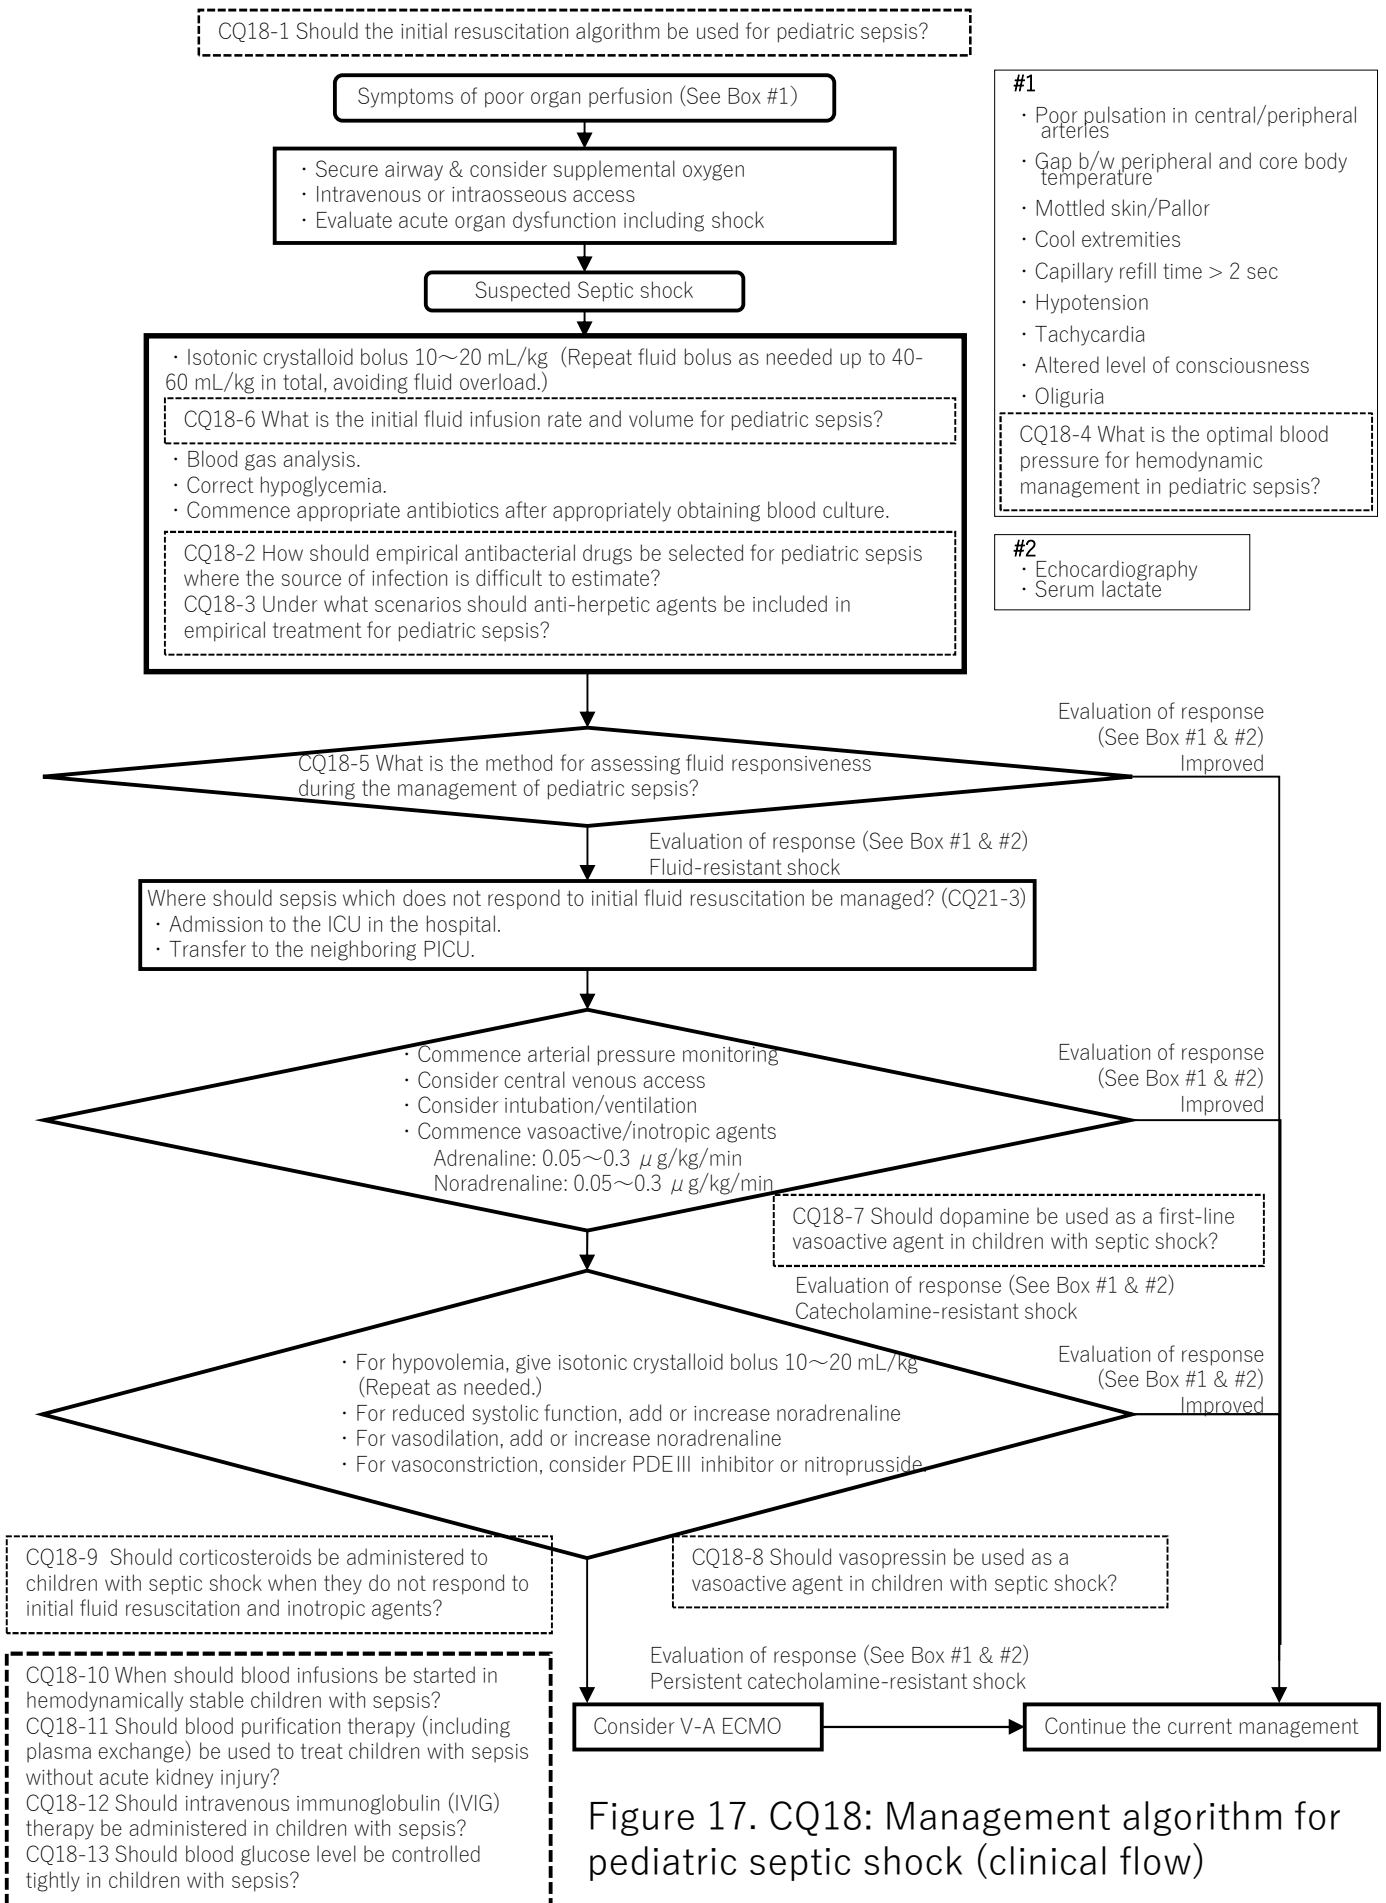 CQ18-1 Should the initial resuscitation algorithm be used for pediatric sepsis?
Symptoms of poor organ perfusion (See Box #1)
・Secure airway & consider supplemental oxygen
・Intravenous or intraosseous access
・Evaluate acute organ dysfunction including shock
Suspected Septic shock
・Isotonic crystalloid bolus 10～20 mL/kg (Repeat fluid bolus as needed up to 40-
60 mL/kg in total, avoiding fluid overload.)
CQ18-6 What is the initial fluid infusion rate and volume for pediatric sepsis?
・Blood gas analysis.
・Correct hypoglycemia.
・Commence appropriate antibiotics after appropriately obtaining blood culture.
CQ18-2 How should empirical antibacterial drugs be selected for pediatric sepsis
where the source of infection is difficult to estimate?
CQ18-3 Under what scenarios should anti-herpetic agents be included in
empirical treatment for pediatric sepsis?
#1
・Poor pulsation in central/peripheral
arteries
・Gap b/w peripheral and core body
temperature
・Mottled skin/Pallor
・Cool extremities
・Capillary refill time > 2 sec
・Hypotension
・Tachycardia
・Altered level of consciousness
・Oliguria
CQ18-4 What is the optimal blood
pressure for hemodynamic
management in pediatric sepsis?
#2
・Echocardiography
・Serum lactate
Evaluation of response
(See Box #1 & #2)
Improved
CQ18-5 What is the method for assessing fluid responsiveness
during the management of pediatric sepsis?
Evaluation of response (See Box #1 & #2)
Fluid-resistant shock
Where should sepsis which does not respond to initial fluid resuscitation be managed? (CQ21-3)
・Admission to the ICU in the hospital.
・Transfer to the neighboring PICU.
・Commence arterial pressure monitoring
・Consider central venous access
・Consider intubation/ventilation
・Commence vasoactive/inotropic agents
Adrenaline: 0.05～0.3 μg/kg/min
Noradrenaline: 0.05～0.3 μg/kg/min
Evaluation of response
(See Box #1 & #2)
Improved
CQ18-7 Should dopamine be used as a first-line
vasoactive agent in children with septic shock?
Evaluation of response (See Box #1 & #2)
Catecholamine-resistant shock
・For hypovolemia, give isotonic crystalloid bolus 10～20 mL/kg
(Repeat as needed.)
・For reduced systolic function, add or increase noradrenaline
・For vasodilation, add or increase noradrenaline
・For vasoconstriction, consider PDEⅢ inhibitor or nitroprusside.
Evaluation of response
(See Box #1 & #2)
Improved
CQ18-9 Should corticosteroids be administered to
children with septic shock when they do not respond to
initial fluid resuscitation and inotropic agents?
CQ18-8 Should vasopressin be used as a
vasoactive agent in children with septic shock?
Evaluation of response (See Box #1 & #2)
Persistent catecholamine-resistant shock
Consider V-A ECMO
Continue the current management
CQ18-10 When should blood infusions be started in
hemodynamically stable children with sepsis?
CQ18-11 Should blood purification therapy (including
plasma exchange) be used to treat children with sepsis
without acute kidney injury?
CQ18-12 Should intravenous immunoglobulin (IVIG)
therapy be administered in children with sepsis?
CQ18-13 Should blood glucose level be controlled
tightly in children with sepsis?
Figure 17. CQ18: Management algorithm for
pediatric septic shock (clinical flow)